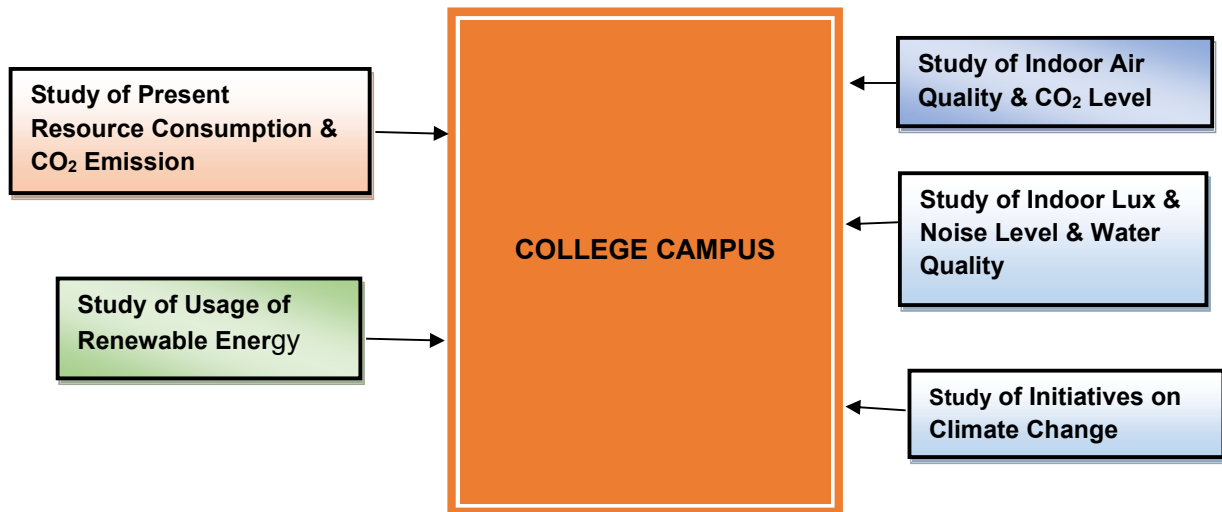 Study of Present
Resource Consumption &
CO₂ Emission
Study of Usage of
Renewable Energy
COLLEGE CAMPUS
Study of Indoor Air
Quality & CO₂ Level
Study of Indoor Lux &
Noise Level & Water
Quality
Study of Initiatives on
Climate Change